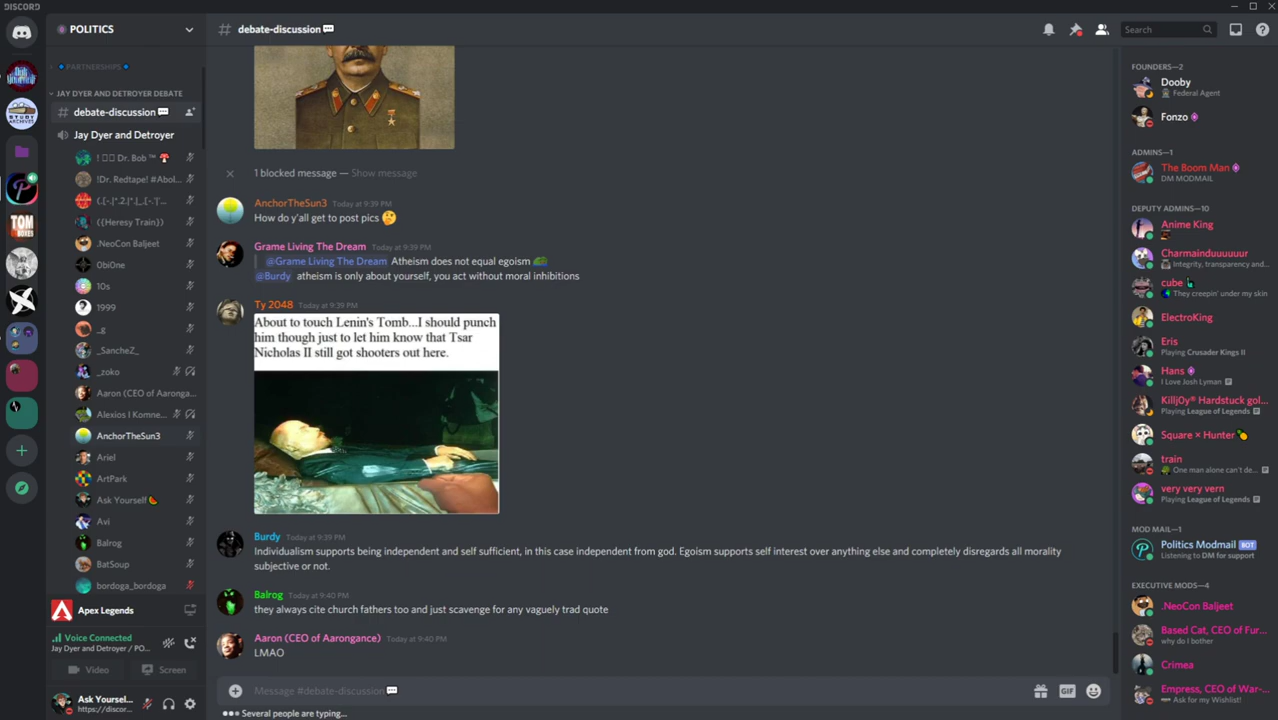 DISCORD
POLITICS
PARTNERSHIPS
JAY DYER AND DETROYER DEBATE
# debate-discussion
Jay Dyer and Detroyer
Dr. Bob ™
!Dr. Redtape! #Abol...
((Heresy Train))
.NeoCon Baljeet
0bi0ne
10s
1999
_g
_SancheZ_
_zoko
Aaron (CEO of Aaronga...
Alexios I Komne...
AnchorTheSun3
Ariel
ArtPark
Ask Yourself
Avi
Balrog
BatSoup
bordoga_bordoga
Apex Legends
Voice Connected
Jay Dyer and Detroyer / PO...
Video
Screen
Ask Yoursel...
https://discor...
STUDY
ARCHIVES
TOM
# debate-discussion
Search
1 blocked message — Show message
AnchorTheSun3 Today at 9:39 PM
How do y'all get to post pics
Grame Living The Dream Today at 9:39 PM
@Grame Living The Dream Atheism does not equal egoism
@Burdy atheism is only about yourself, you act without moral inhibitions
Ty 2048 Today at 9:39 PM
About to touch Lenin's Tomb...I should punch
him though just to let him know that Tsar
Nicholas II still got shooters out here.
Burdy Today at 9:39 PM
Individualism supports being independent and self sufficient, in this case independent from god. Egoism supports self interest over anything else and completely disregards all morality
subjective or not.
Balrog Today at 9:40 PM
they always cite church fathers too and just scavenge for any vaguely trad quote
Aaron (CEO of Aarongance) Today at 9:40 PM
LMAO
Message #debate-discussion
GIF
Several people are typing...
FOUNDERS—2
Dooby
Federal Agent
Fonzo
ADMINS—1
The Boom Man
DM MODMAIL
DEPUTY ADMINS—10
Anime King
Charmainduuuuuur
Integrity, transparency and...
cube
They creepin' under my skin
ElectroKing
Eris
Playing Crusader Kings II
Hans
I Love Josh Lyman
Killj0y® Hardstuck gol...
Playing League of Legends
Square × Hunter
train
One man alone can't de...
very very vern
Playing League of Legends
MOD MAIL—1
Politics Modmail BOT
Listening to DM for support
EXECUTIVE MODS—4
.NeoCon Baljeet
Based Cat, CEO of Fur...
why do I bother
Crimea
Empress, CEO of War-...
Ask for my Wishlist!